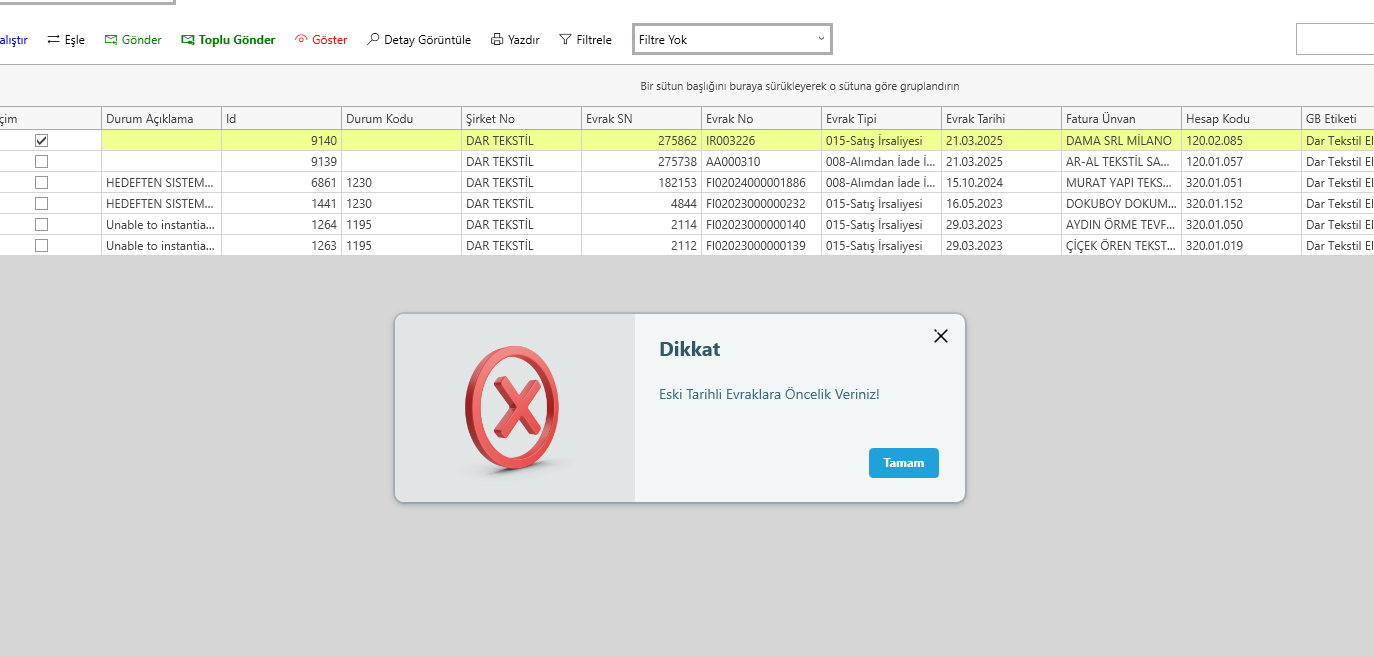 alıştır Eşle Gönder Toplu Gönder Göster Detay Görüntüle Yazdır Filtrele Filtre Yok
Bir sütun başlığını buraya sürükleyerek o sütuna göre gruplandırın
çim Durum Açıklama Id Durum Kodu Şirket No Evrak SN Evrak No Evrak Tipi Evrak Tarihi Fatura Ünvan Hesap Kodu GB Etiketi
9140 DAR TEKSTİL 275862 IR003226 015-Satış İrsaliyesi 21.03.2025 DAMA SRL MİLANO 120.02.085 Dar Tekstil El
9139 DAR TEKSTİL 275738 AA000310 008-Alımdan İade İ... 21.03.2025 AR-AL TEKSTİL SA... 120.01.057 Dar Tekstil El
HEDEFTEN SISTEM... 6861 1230 DAR TEKSTİL 182153 FI02024000001886 008-Alımdan İade İ... 15.10.2024 MURAT YAPI TEKS... 320.01.051 Dar Tekstil El
HEDEFTEN SISTEM... 1441 1230 DAR TEKSTİL 4844 FI02023000000232 015-Satış İrsaliyesi 16.05.2023 DOKUBOY DOKUM... 320.01.152 Dar Tekstil El
Unable to instantia... 1264 1195 DAR TEKSTİL 2114 FI02023000000140 015-Satış İrsaliyesi 29.03.2023 AYDIN ÖRME TEVF... 320.01.050 Dar Tekstil El
Unable to instantia... 1263 1195 DAR TEKSTİL 2112 FI02023000000139 015-Satış İrsaliyesi 29.03.2023 ÇİÇEK ÖREN TEKST... 320.01.019 Dar Tekstil El
Dikkat
Eski Tarihli Evraklara Öncelik Veriniz!
Tamam